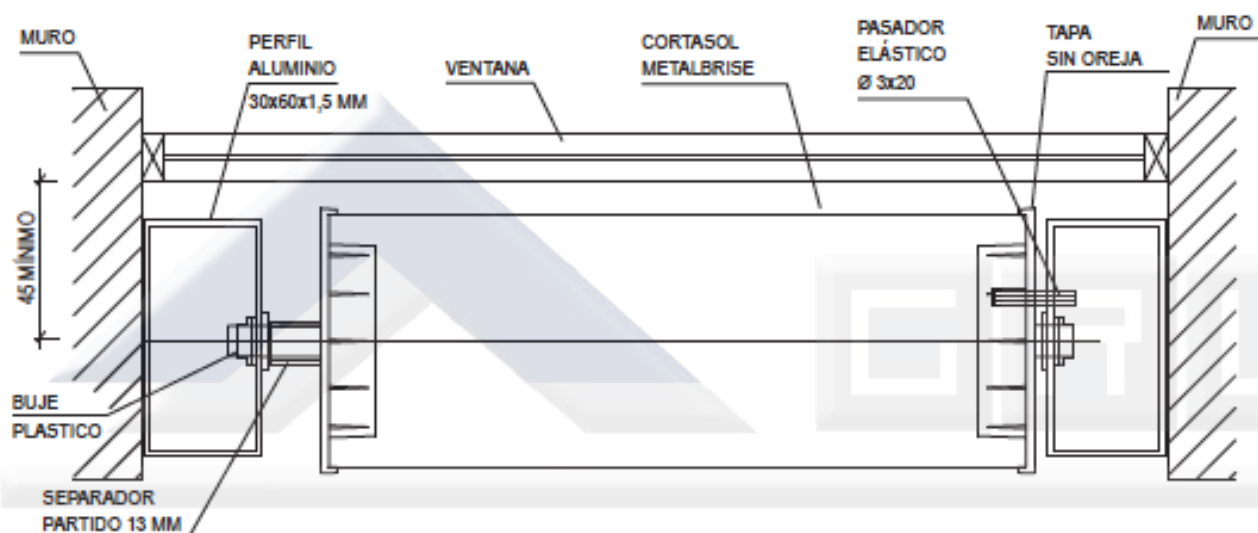 MURO
PERFIL
ALUMINIO
30x60x1,5 MM
VENTANA
CORTASOL
METALBRISE
PASADOR
ELÁSTICO
Ø 3x20
TAPA
SIN OREJA
MURO
45 MÍNIMO
BUJE
PLASTICO
SEPARADOR
PARTIDO 13 MM